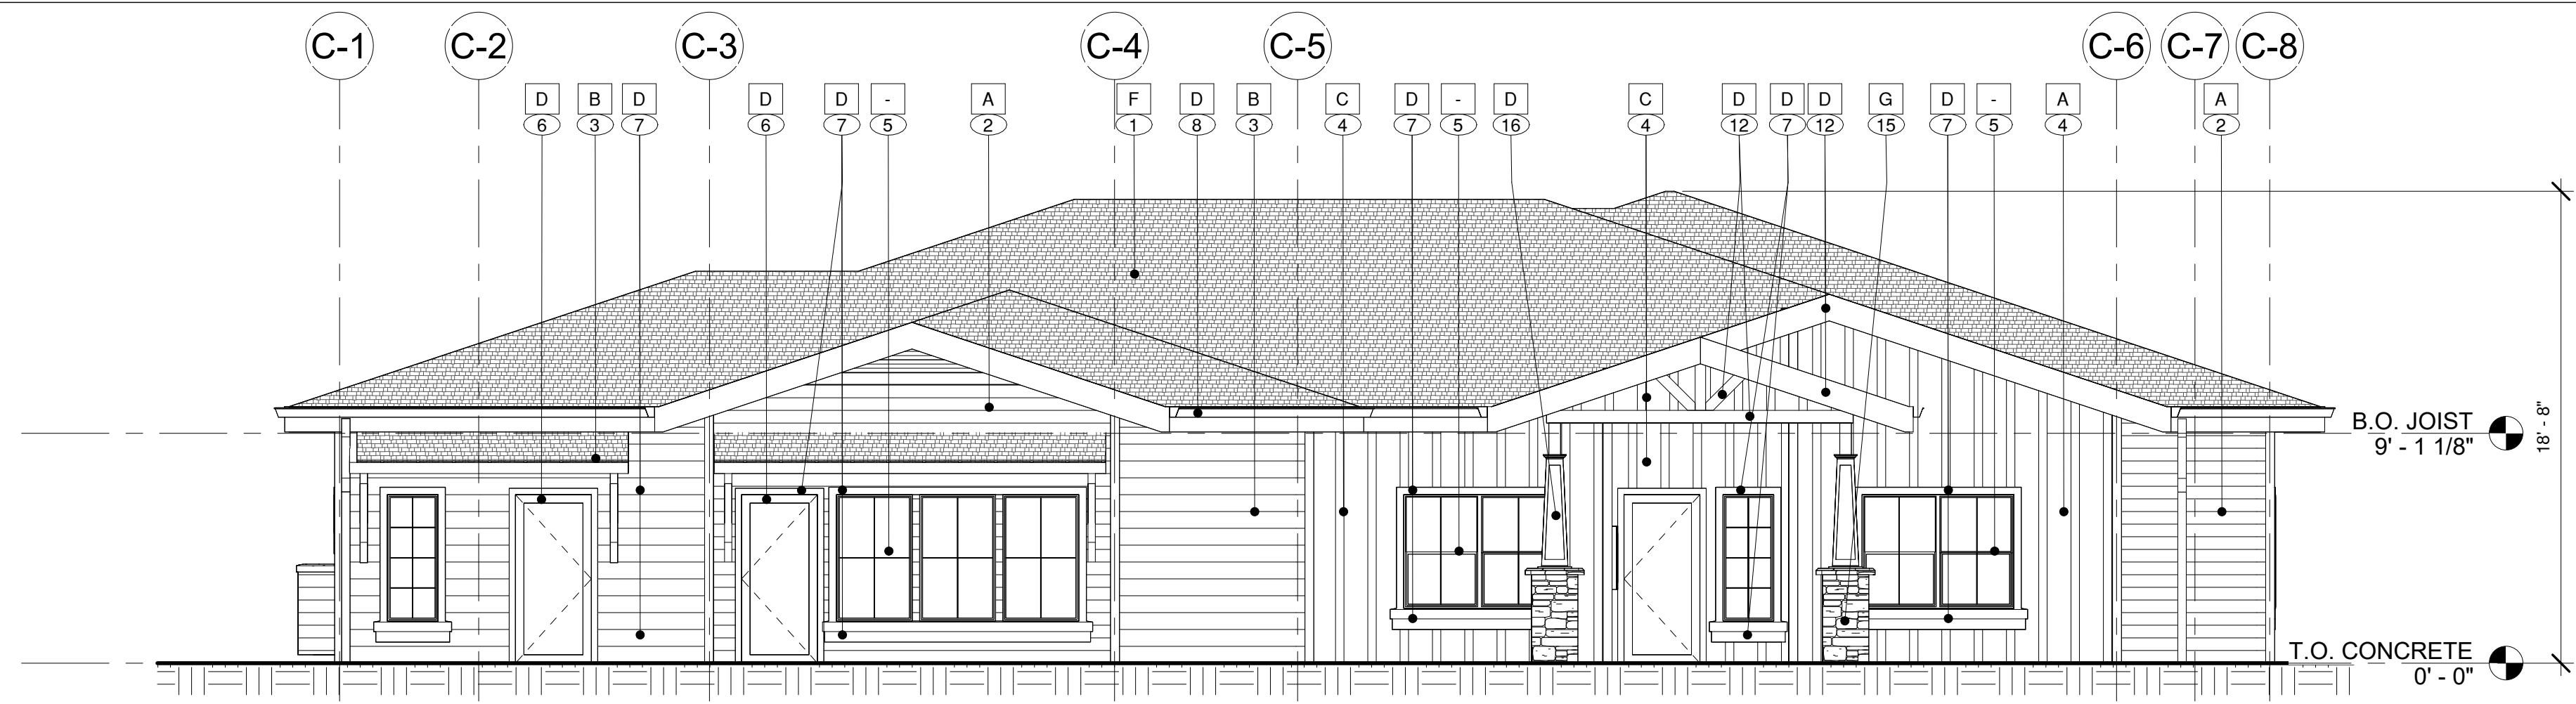 C-1 C-2 C-3 C-4 C-5 C-6 C-7 C-8
D B D D D - A F D B C D - D C D D D G D - A A
6 3 7 6 7 5 2 1 8 3 4 7 5 16 4 12 7 12 15 7 5 4 2
B.O. JOIST
9' - 1 1/8"
18' - 8"
T.O. CONCRETE
0' - 0"